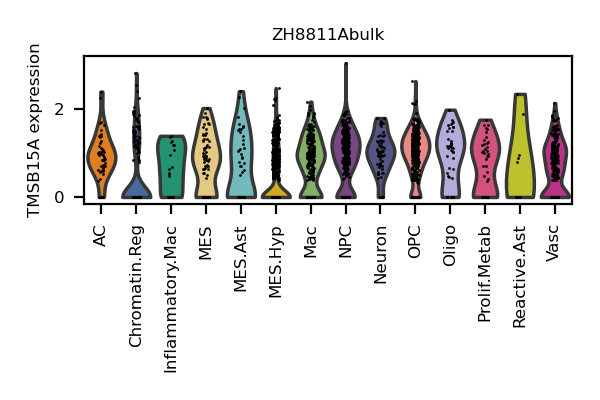 ZH8811Abulk
TMSB15A expression
2
0
AC
Chromatin.Reg
Inflammatory.Mac
MES
MES.Ast
MES.Hyp
Mac
NPC
Neuron
OPC
Oligo
Prolif.Metab
Reactive.Ast
Vasc